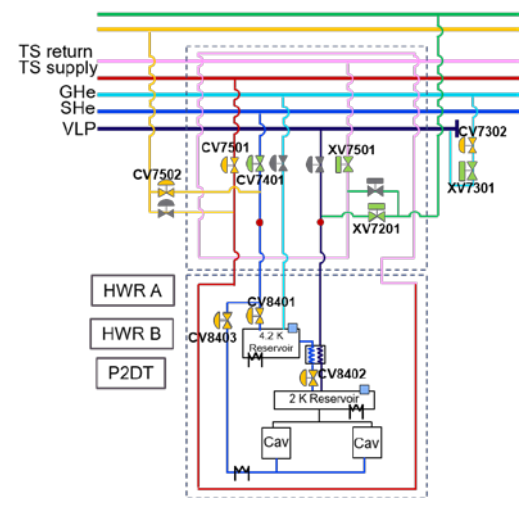 TS return
TS supply
GHe
SHe
VLP
CV7501
XV7501
CV7302
CV7502
CV7401
XV7301
XV7201
HWR A
HWR B
P2DT
CV8401
CV8403
4.2 K
Reservoir
CV8402
2 K Reservoir
Cav
Cav